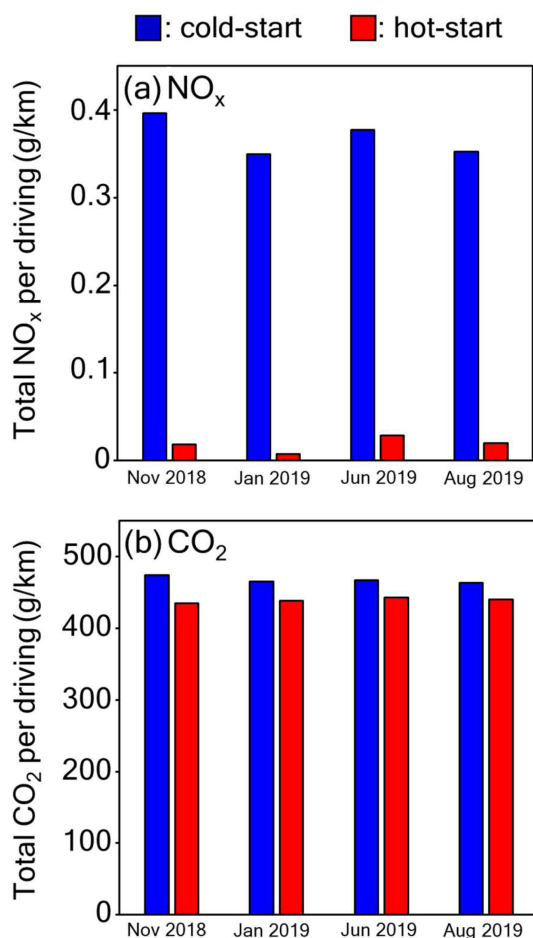 : cold-start : hot-start
(a) NOₓ
Total NOₓ per driving (g/km)
0.4
0.3
0.2
0.1
0
Nov 2018 Jan 2019 Jun 2019 Aug 2019
(b) CO₂
Total CO₂ per driving (g/km)
500
400
300
200
100
0
Nov 2018 Jan 2019 Jun 2019 Aug 2019